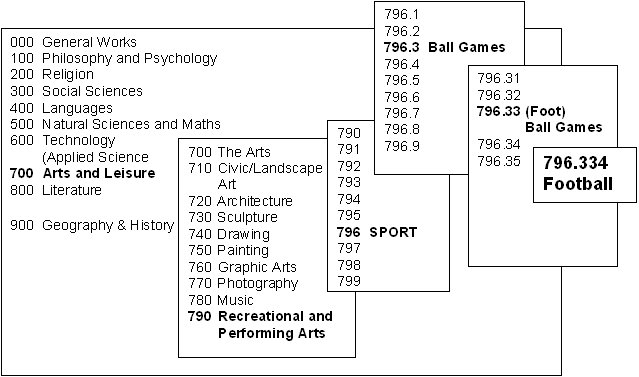 000 General Works
100 Philosophy and Psychology
200 Religion
300 Social Sciences
400 Languages
500 Natural Sciences and Maths
600 Technology
(Applied Science
700 Arts and Leisure
800 Literature
900 Geography & History
700 The Arts
710 Civic/Landscape
Art
720 Architecture
730 Sculpture
740 Drawing
750 Painting
760 Graphic Arts
770 Photography
780 Music
790 Recreational and
Performing Arts
790
791
792
793
794
795
796 SPORT
797
798
799
796.1
796.2
796.3 Ball Games
796.4
796.5
796.6
796.7
796.8
796.9
796.31
796.32
796.33 (Foot)
Ball Games
796.34
796.35
796.334
Football